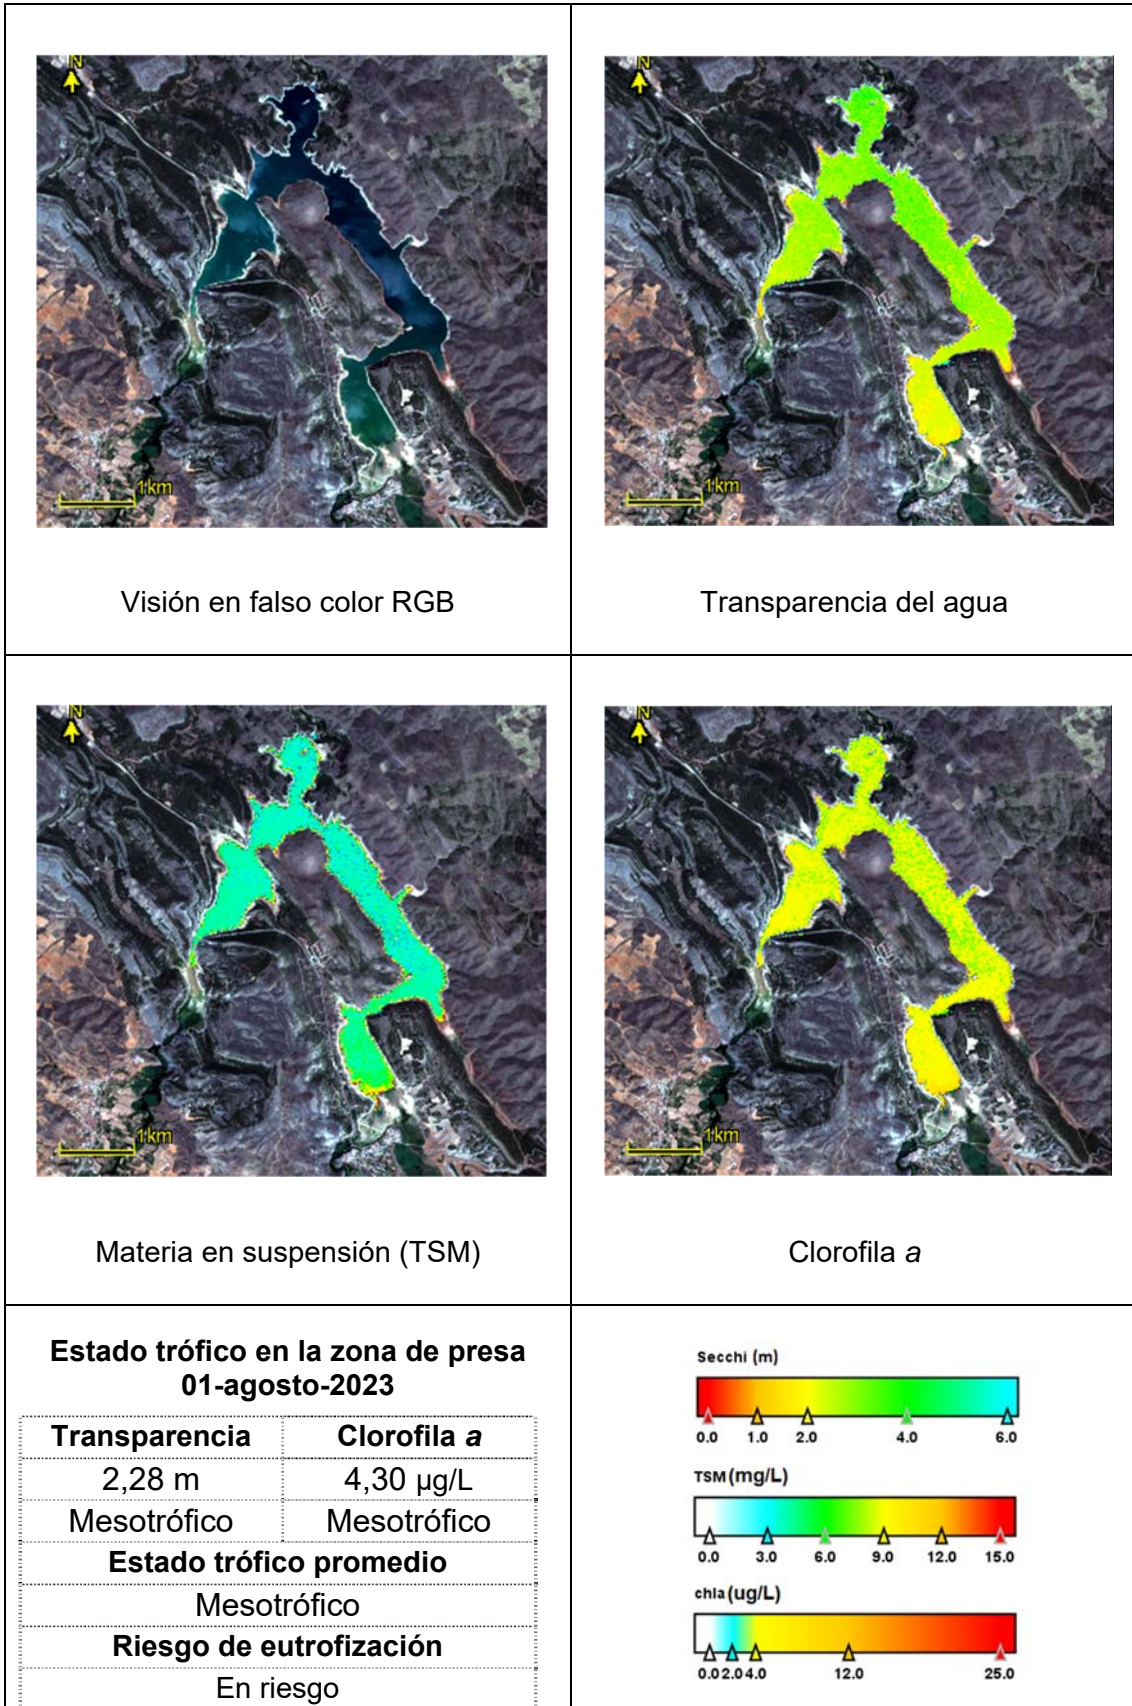 N
1 km
Visión en falso color RGB
N
1 km
Transparencia del agua
N
1 km
Materia en suspensión (TSM)
N
1 km
Clorofila a
Estado trófico en la zona de presa
01-agosto-2023
Transparencia Clorofila a
2,28 m 4,30 µg/L
Mesotrófico Mesotrófico
Estado trófico promedio
Mesotrófico
Riesgo de eutrofización
En riesgo
Secchi (m)
0.0 1.0 2.0 4.0 6.0
TSM (mg/L)
0.0 3.0 6.0 9.0 12.0 15.0
chla (ug/L)
0.0 2.0 4.0 12.0 25.0